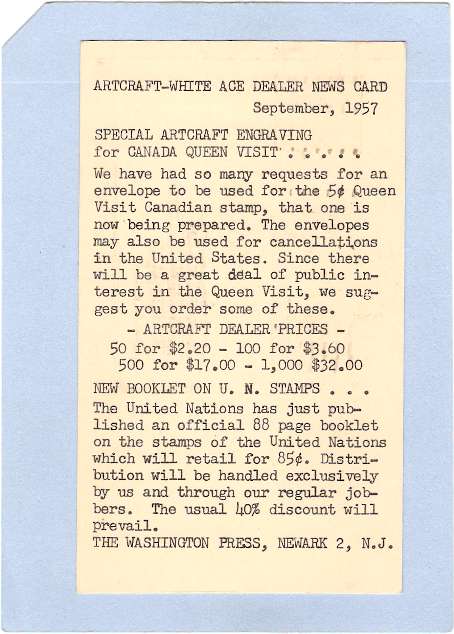 ARTCRAFT-WHITE ACE DEALER NEWS CARD
September, 1957
SPECIAL ARTCRAFT ENGRAVING
for CANADA QUEEN VISIT . . . . . .
We have had so many requests for an
envelope to be used for the 5¢ Queen
Visit Canadian stamp, that one is
now being prepared. The envelopes
may also be used for cancellations
in the United States. Since there
will be a great deal of public in-
terest in the Queen Visit, we sug-
gest you order some of these.
- ARTCRAFT DEALER PRICES -
50 for $2.20 - 100 for $3.60
500 for $17.00 - 1,000 $32.00
NEW BOOKLET ON U. N. STAMPS . . .
The United Nations has just pub-
lished an official 88 page booklet
on the stamps of the United Nations
which will retail for 85¢. Distri-
bution will be handled exclusively
by us and through our regular job-
bers. The usual 40% discount will
prevail.
THE WASHINGTON PRESS, NEWARK 2, N.J.